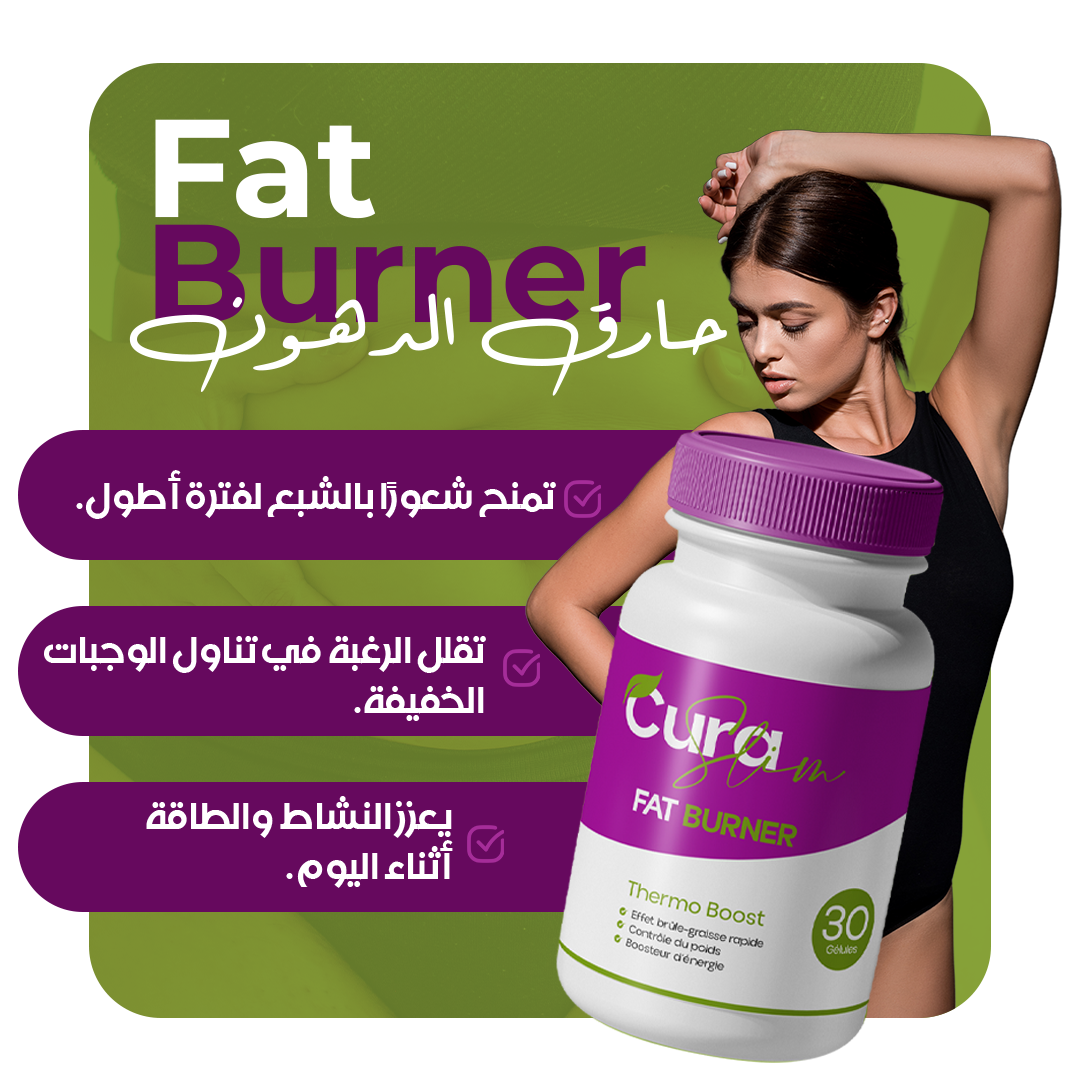 Fat
Burner
حارق الدهون
تمنح شعورًا بالشبع لفترة أطول.
تقلل الرغبة في تناول الوجبات
الخفيفة.
يعزز النشاط والطاقة
أثناء اليوم.
Cura
Slim
FAT BURNER
Thermo Boost
Effet brûle-graisse rapide
Contrôle du poids
Boosteur d'énergie
30
Gélules